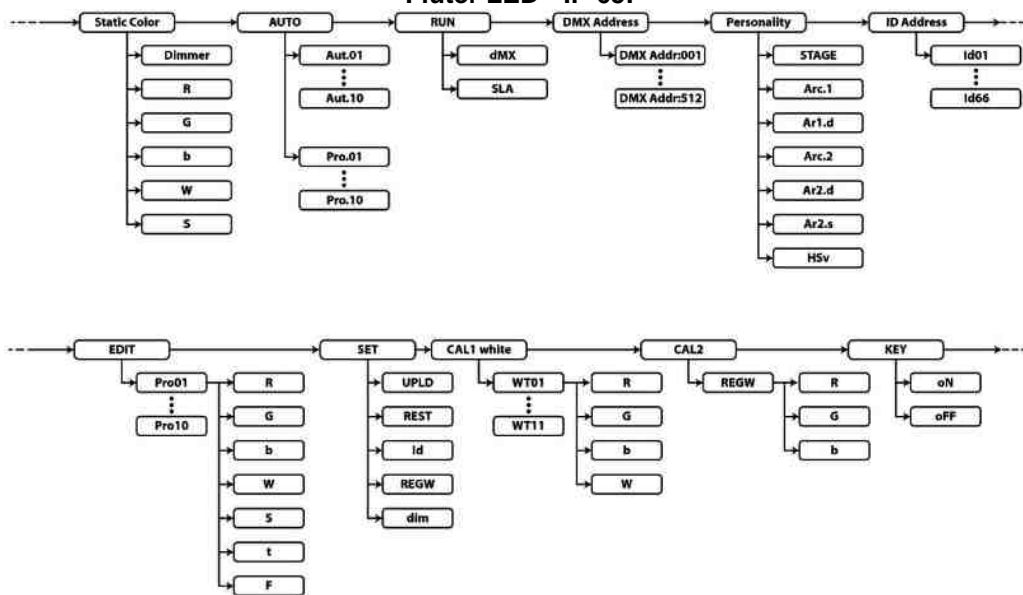 LED
Static Color
AUTO
RUN
DMX Address
Personality
ID Address
Dimmer
R
G
b
W
S
Aut.01
Aut.10
Pro.01
Pro.10
dMX
SLA
DMX Addr:001
DMX Addr:512
STAGE
Arc.1
Ar1.d
Arc.2
Ar2.d
Ar2.s
HSv
Id01
Id66
EDIT
SET
CAL1 white
CAL2
KEY
Pro01
Pro10
R
G
b
W
S
t
F
UPLD
REST
Id
REGW
dim
WT01
WT11
R
G
b
W
REGW
R
G
b
oN
oFF